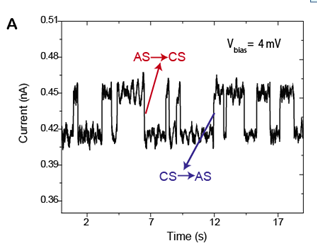 A
0.51
0.48
0.45
0.42
0.39
0.36
Current (nA)
AS→CS
V_bias = 4 mV
CS→AS
2 7 12 17
Time (s)